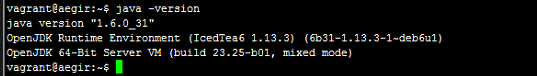 vagrant@aegir:~$ java -version
java version "1.6.0_31"
OpenJDK Runtime Environment (IcedTea6 1.13.3) (6b31-1.13.3-1~deb6u1)
OpenJDK 64-Bit Server VM (build 23.25-b01, mixed mode)
vagrant@aegir:~$